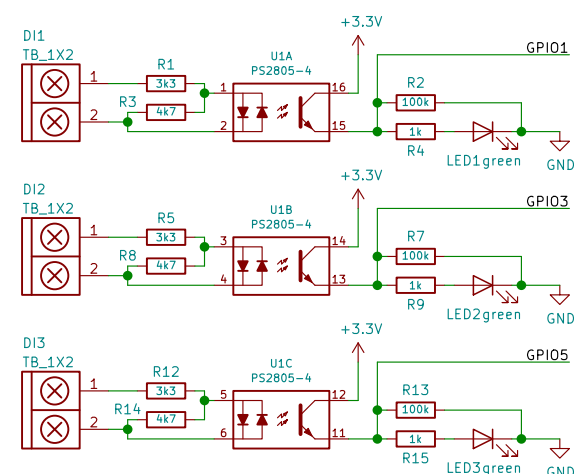 +3.3V
DI1
TB_1X2
GPIO1
U1A
PS2805-4
R1
3k3
1
1
16
R2
100k
R3
4k7
2
2
15
1k
R4
LED1green
GND
+3.3V
DI2
TB_1X2
GPIO3
U1B
PS2805-4
R5
3k3
1
3
14
R7
100k
R8
4k7
2
4
13
1k
R9
LED2green
GND
+3.3V
DI3
TB_1X2
GPIO5
U1C
PS2805-4
R12
3k3
1
5
12
R13
100k
R14
4k7
2
6
11
1k
R15
LED3green
GND